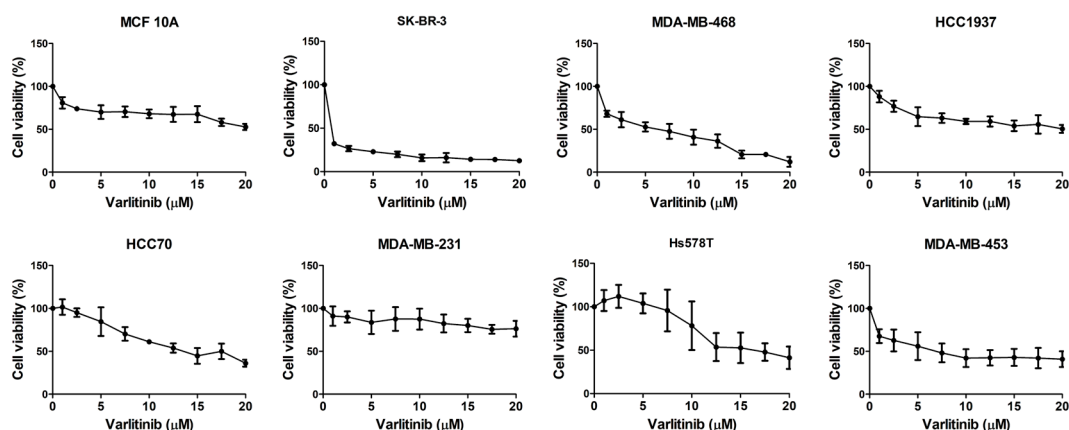 MCF 10A
SK-BR-3
MDA-MB-468
HCC1937
Cell viability (%)
150
100
50
0
0 5 10 15 20
Varlitinib (μM)
Cell viability (%)
150
100
50
0
0 5 10 15 20
Varlitinib (μM)
Cell viability (%)
150
100
50
0
0 5 10 15 20
Varlitinib (μM)
Cell viability (%)
150
100
50
0
0 5 10 15 20
Varlitinib (μM)
HCC70
MDA-MB-231
Hs578T
MDA-MB-453
Cell viability (%)
150
100
50
0
0 5 10 15 20
Varlitinib (μM)
Cell viability (%)
150
100
50
0
0 5 10 15 20
Varlitinib (μM)
Cell viability (%)
150
100
50
0
0 5 10 15 20
Varlitinib (μM)
Cell viability (%)
150
100
50
0
0 5 10 15 20
Varlitinib (μM)